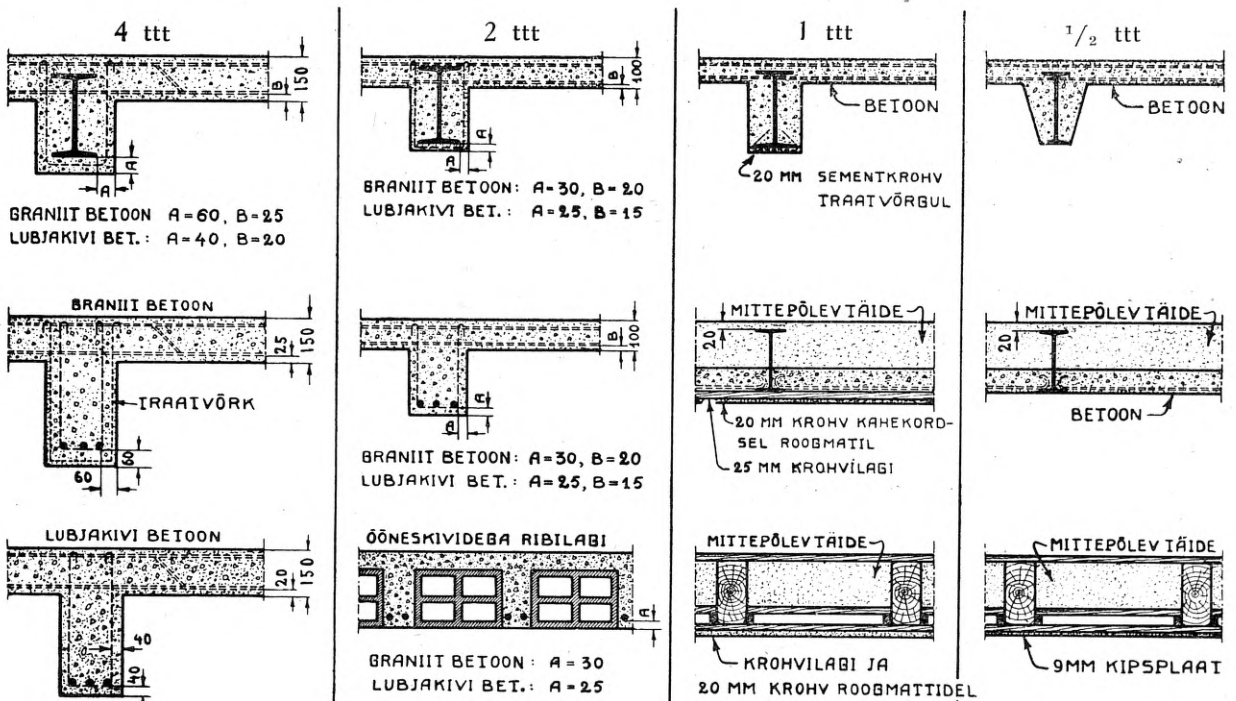 4 ttt
150
B
A
A
GRANIIT BETOON A=60, B=25
LUBJAKIVI BET.: A=40, B=20
GRANIIT BETOON
25
150
TRAATVÕRK
60
60
LUBJAKIVI BETOON
20
150
40
40
2 ttt
B
100
A
A
GRANIIT BETOON: A=30, B=20
LUBJAKIVI BET.: A=25, B=15
B
100
A
A
GRANIIT BETOON: A=30, B=20
LUBJAKIVI BET.: A=25, B=15
ÕÕNESKIVIDEGA RIBILAGI
A
GRANIIT BETOON: A=30
LUBJAKIVI BET.: A=25
1 ttt
BETOON
20 MM SEMENTKROHV
TRAATVÕRGUL
MITTEPÕLEV TÄIDE
20
20 MM KROHV KAHEKORD-
SEL ROOGMATIL
25 MM KROHVILAGI
MITTEPÕLEV TÄIDE
KROHVILAGI JA
20 MM KROHV ROOGMATTIDEL
1/2 ttt
BETOON
MITTEPÕLEV TÄIDE
20
BETOON
MITTEPÕLEV TÄIDE
9MM KIPSPLAAT